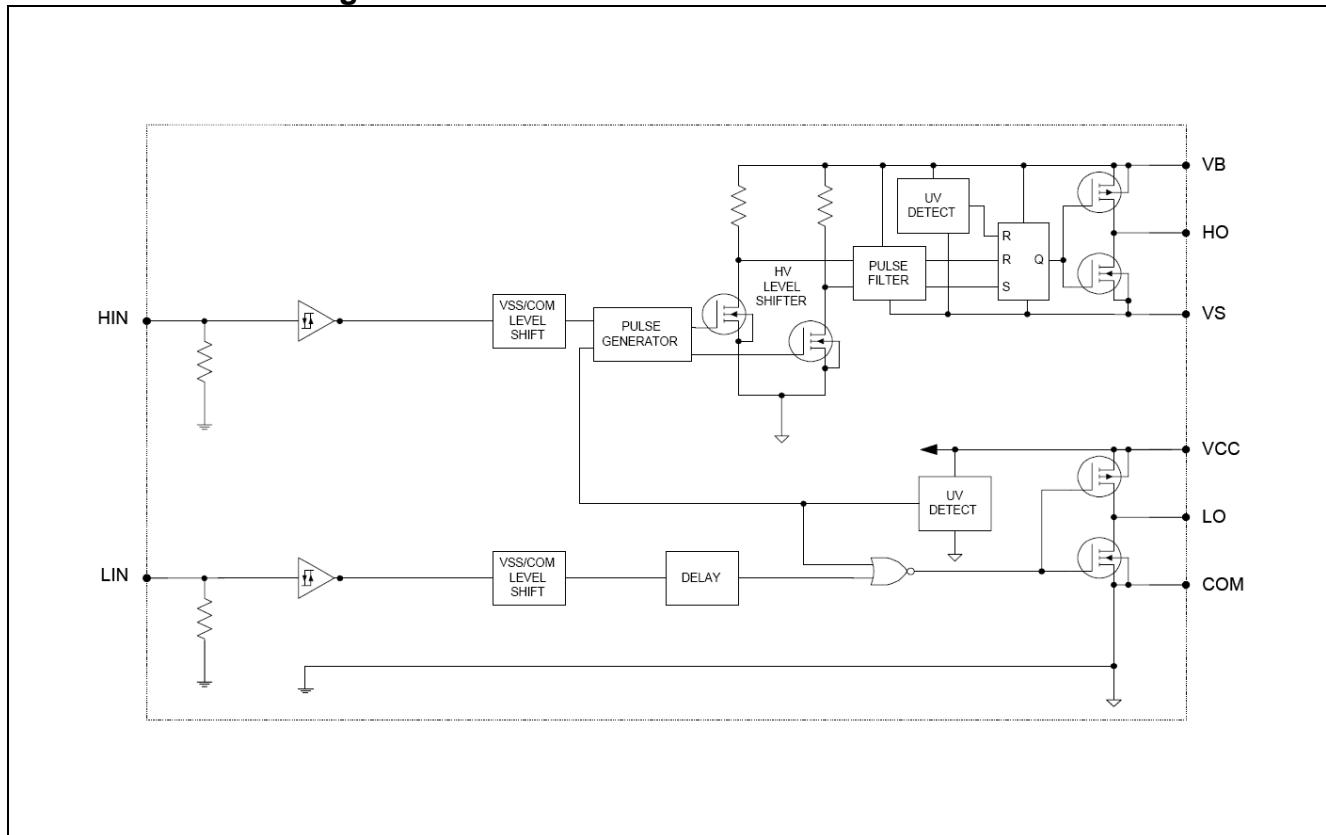 g
VB
UV
DETECT
R
R
S
Q
HO
HV
LEVEL
SHIFTER
PULSE
FILTER
VS
HIN
VSS/COM
LEVEL
SHIFT
PULSE
GENERATOR
VCC
UV
DETECT
LO
LIN
VSS/COM
LEVEL
SHIFT
DELAY
COM